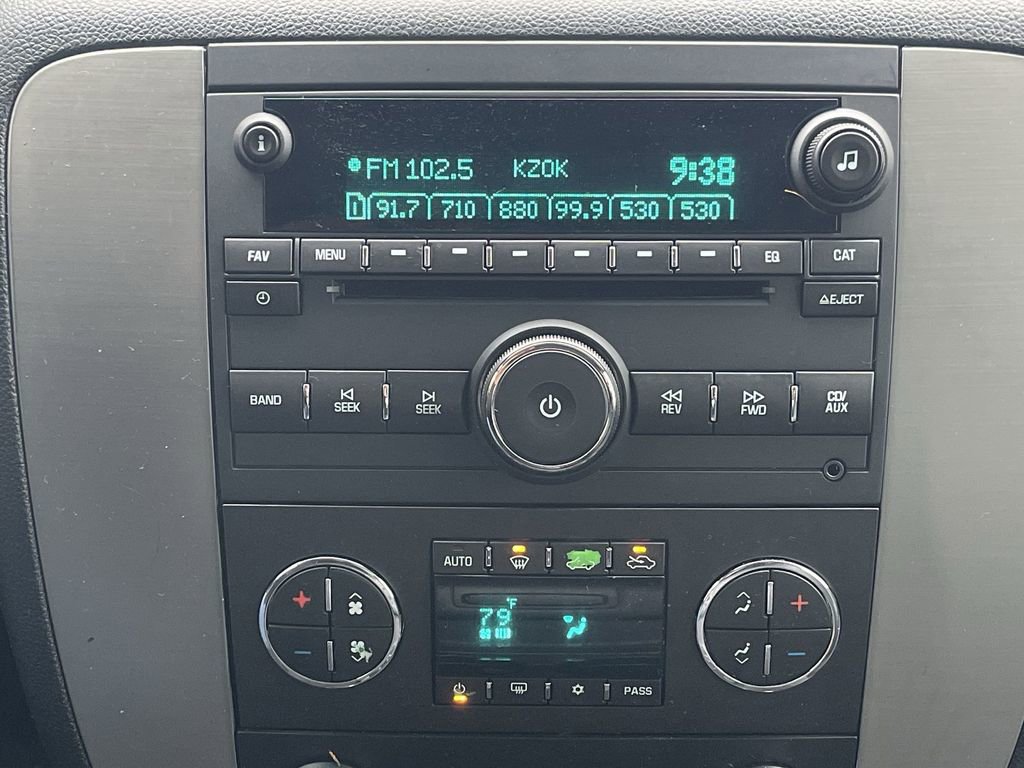 i
FM 102.5 KZOK 9:38
1 91.7 710 880 99.9 530 530
FAV MENU EQ CAT
EJECT
BAND SEEK SEEK REV FWD CD/
AUX
AUTO
79°F
PASS